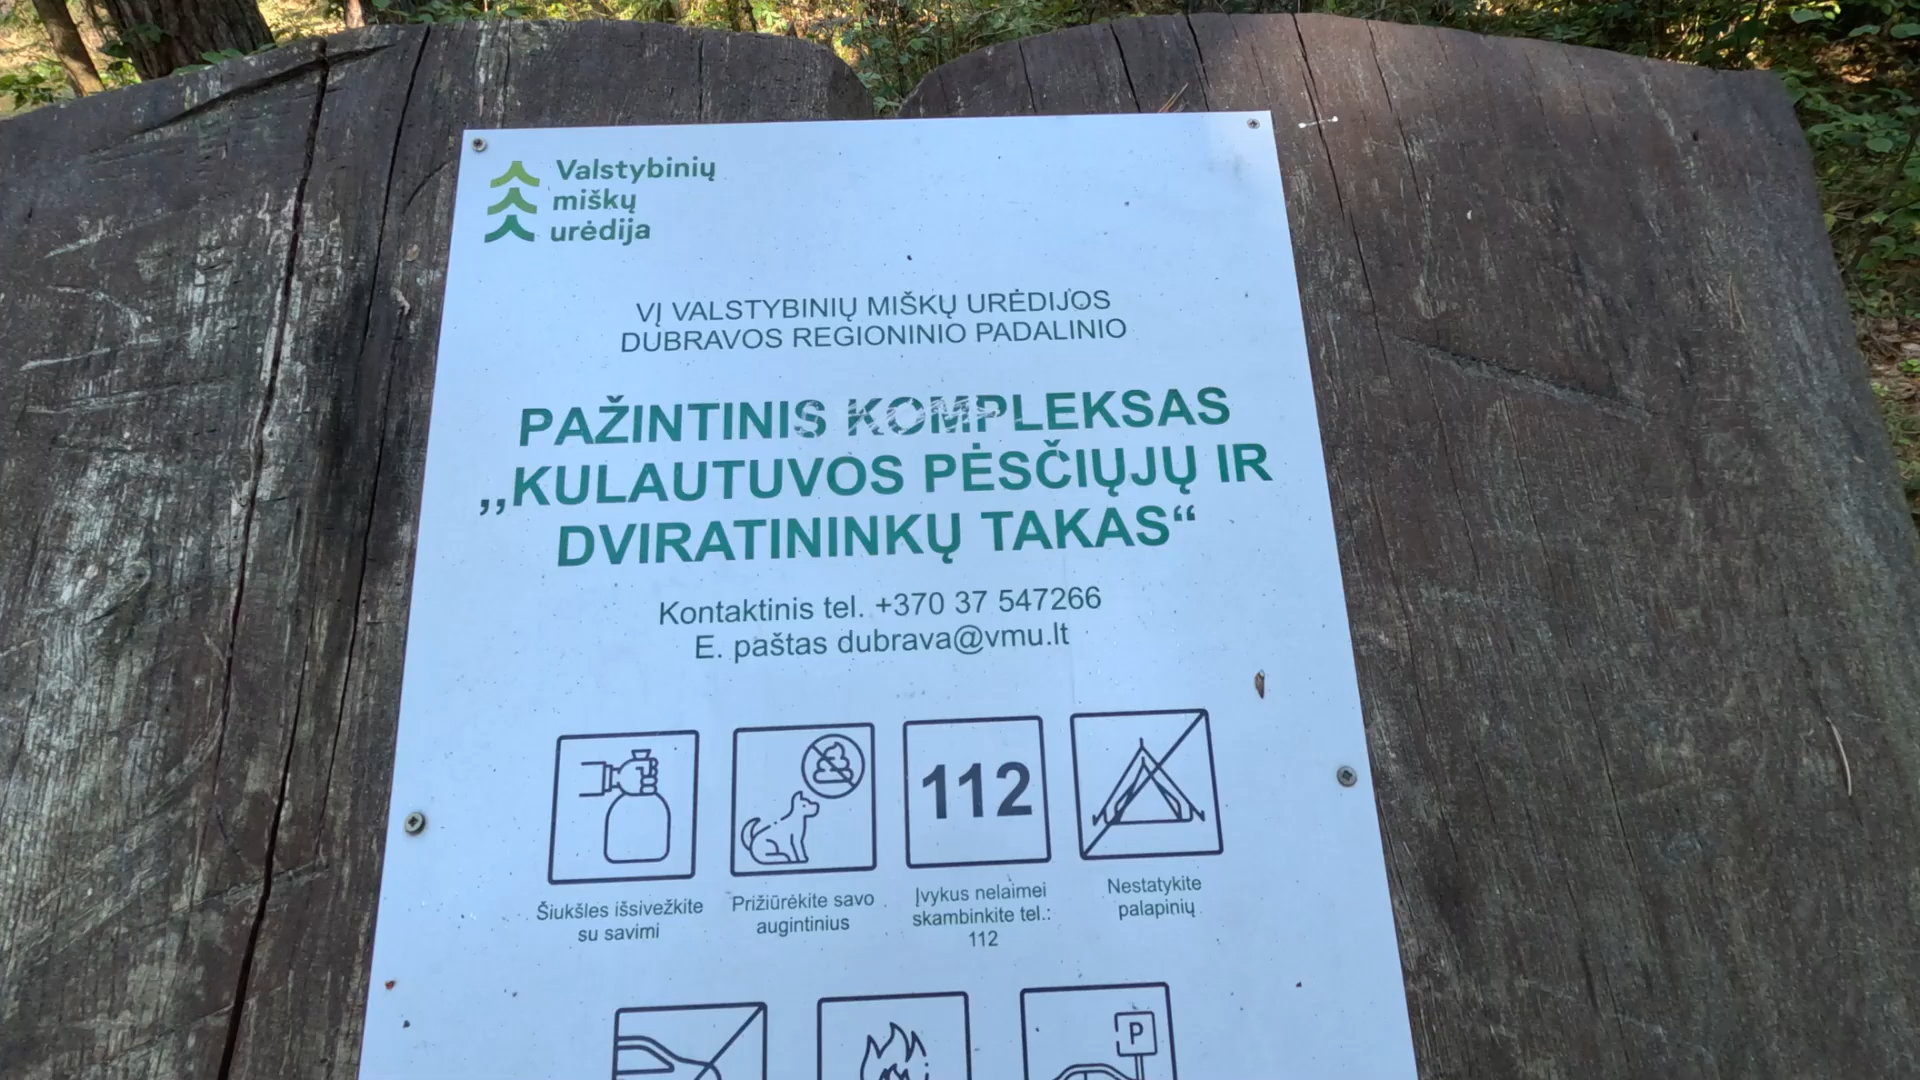 Valstybinių
miškų
urėdija
VĮ VALSTYBINIŲ MIŠKŲ URĖDIJOS
DUBRAVOS REGIONINIO PADALINIO
PAŽINTINIS KOMPLEKSAS
„KULAUTUVOS PĖSČIŲJŲ IR
DVIRATININKŲ TAKAS“
Kontaktinis tel. +370 37 547266
E. paštas dubrava@vmu.lt
112
Šiukšles išsivežkite
su savimi
Prižiūrėkite savo
augintinius
Įvykus nelaimei
skambinkite tel.:
112
Nestatykite
palapinių
P